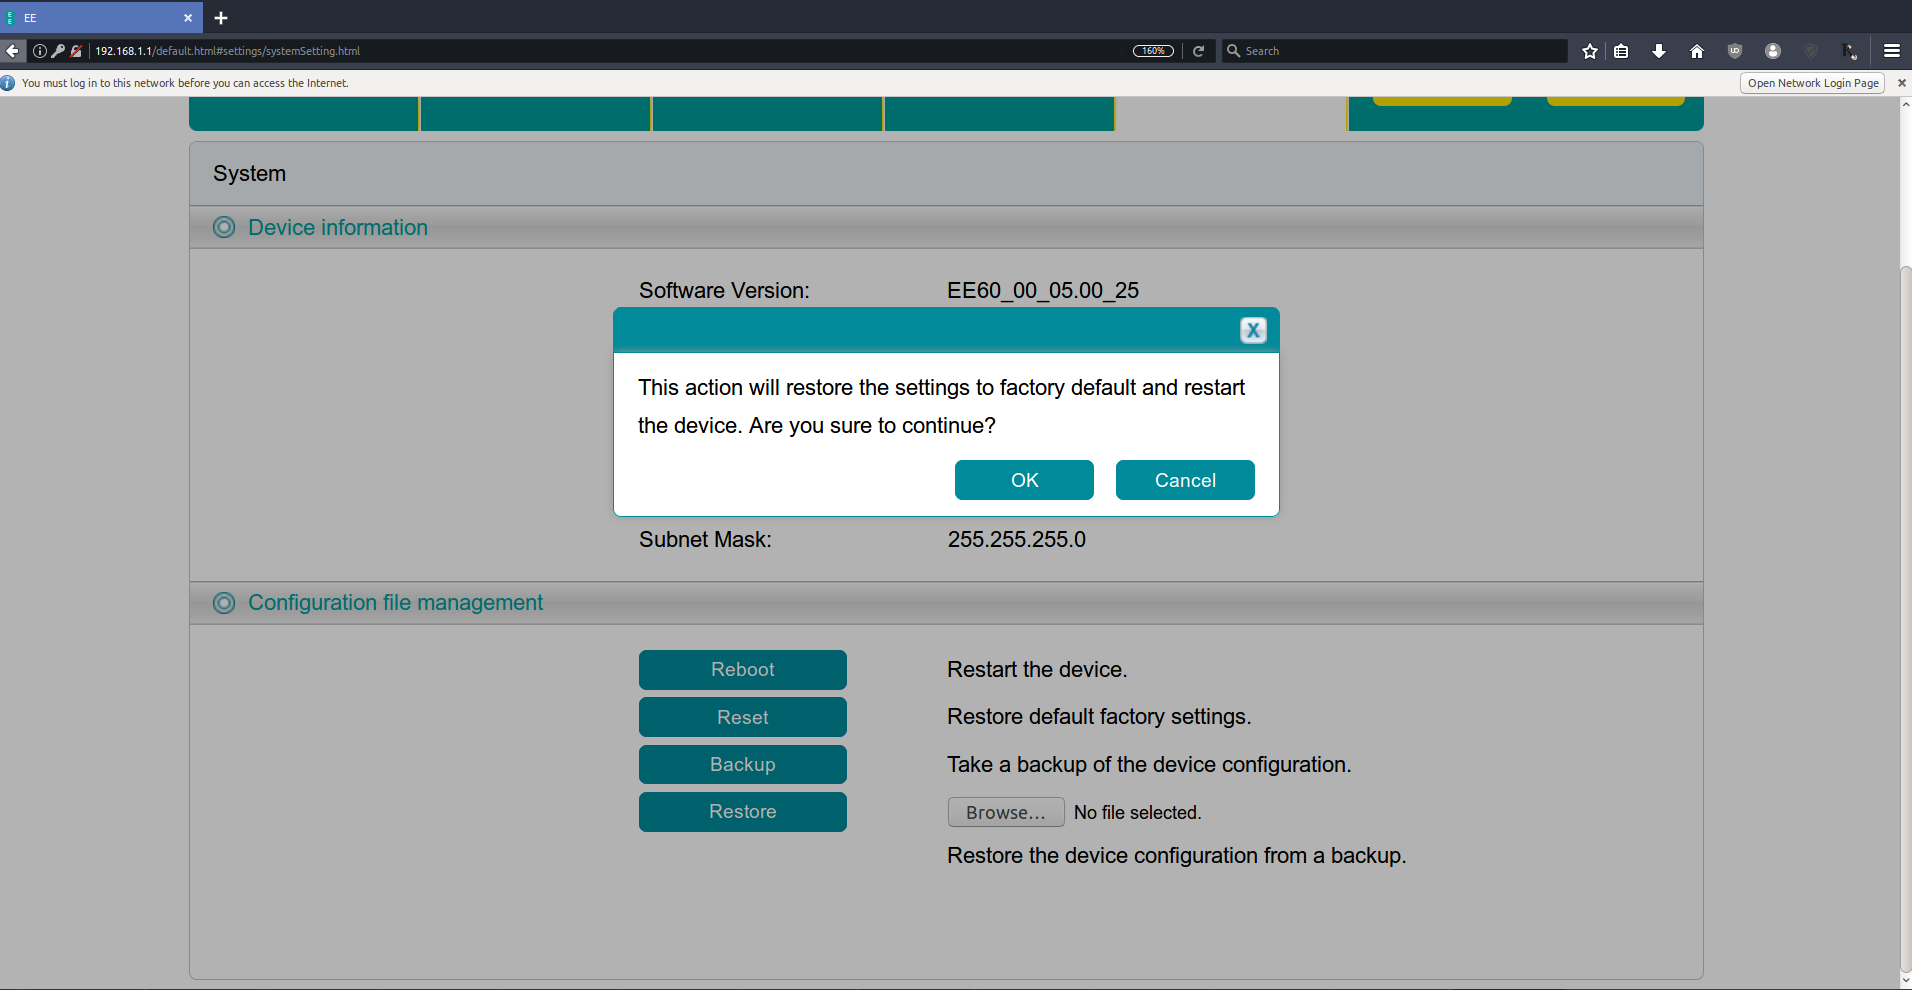 EE
192.168.1.1/default.html#settings/systemSetting.html
160%
Search
You must log in to this network before you can access the Internet.
Open Network Login Page
System
Device information
Software Version:
EE60_00_05.00_25
X
This action will restore the settings to factory default and restart
the device. Are you sure to continue?
OK
Cancel
Subnet Mask:
255.255.255.0
Configuration file management
Reboot
Restart the device.
Reset
Restore default factory settings.
Backup
Take a backup of the device configuration.
Restore
Browse...
No file selected.
Restore the device configuration from a backup.